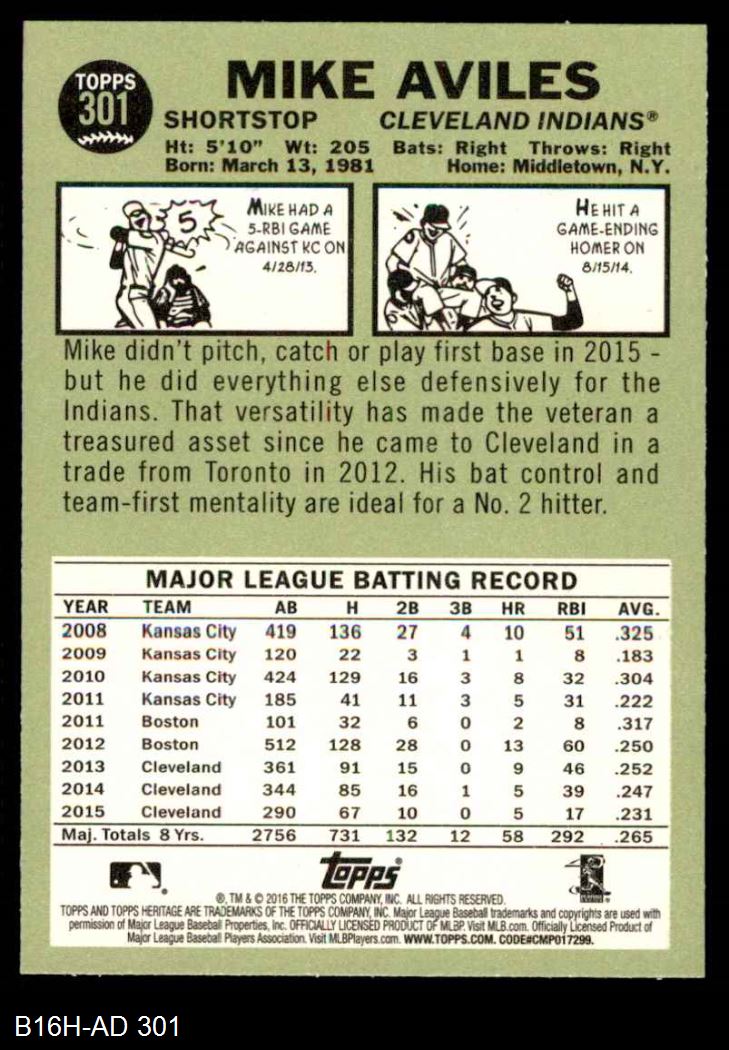 TOPPS
301
MIKE AVILES
SHORTSTOP CLEVELAND INDIANS®
Ht: 5'10" Wt: 205 Bats: Right Throws: Right
Born: March 13, 1981 Home: Middletown, N.Y.
5
MIKE HAD A
5-RBI GAME
AGAINST KC ON
4/28/13.
HE HIT A
GAME-ENDING
HOMER ON
8/15/14.
Mike didn't pitch, catch or play first base in 2015 -
but he did everything else defensively for the
Indians. That versatility has made the veteran a
treasured asset since he came to Cleveland in a
trade from Toronto in 2012. His bat control and
team-first mentality are ideal for a No. 2 hitter.
MAJOR LEAGUE BATTING RECORD
YEAR TEAM AB H 2B 3B HR RBI AVG.
2008 Kansas City 419 136 27 4 10 51 .325
2009 Kansas City 120 22 3 1 1 8 .183
2010 Kansas City 424 129 16 3 8 32 .304
2011 Kansas City 185 41 11 3 5 31 .222
2011 Boston 101 32 6 0 2 8 .317
2012 Boston 512 128 28 0 13 60 .250
2013 Cleveland 361 91 15 0 9 46 .252
2014 Cleveland 344 85 16 1 5 39 .247
2015 Cleveland 290 67 10 0 5 17 .231
Maj. Totals 8 Yrs. 2756 731 132 12 58 292 .265
Topps®
®, TM & © 2016 THE TOPPS COMPANY, INC. ALL RIGHTS RESERVED.
TOPPS AND TOPPS HERITAGE ARE TRADEMARKS OF THE TOPPS COMPANY, INC. Major League Baseball trademarks and copyrights are used with
permission of Major League Baseball Properties, Inc. OFFICIALLY LICENSED PRODUCT OF MLBP. Visit MLB.com. Officially Licensed Product of
Major League Baseball Players Association. Visit MLBPlayers.com. WWW.TOPPS.COM. CODE#CMP017299.
B16H-AD 301